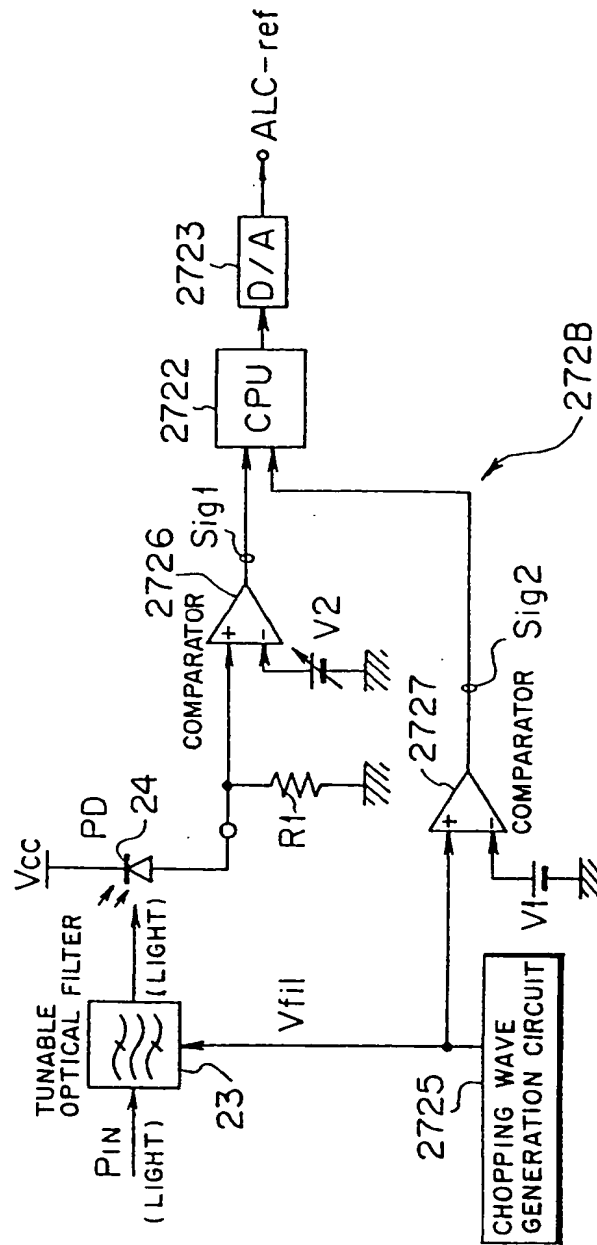 TUNABLE
OPTICAL FILTER
PIN
(LIGHT)
23
(LIGHT)
Vcc
PD
24
Vfil
R1
COMPARATOR
2726
+
-
V2
Sig1
2722
CPU
2723
D/A
ALC-ref
2725
CHOPPING WAVE
GENERATION CIRCUIT
V1
+
-
2727
COMPARATOR
Sig2
272B